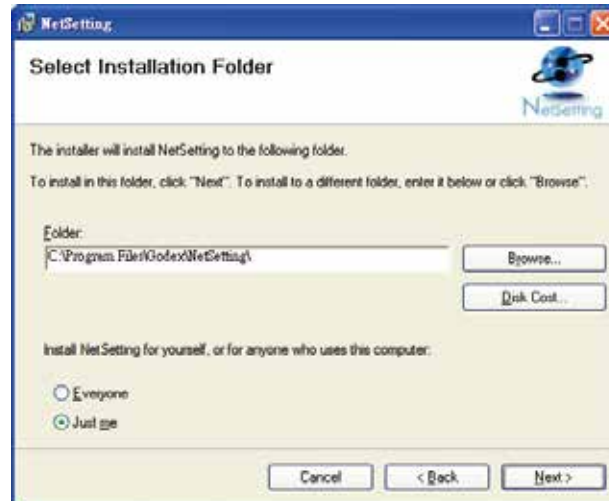 NetSetting
Select Installation Folder
NetSetting
The installer will install NetSetting to the following folder.
To install in this folder, click "Next". To install to a different folder, enter it below or click "Browse".
Folder:
C:\Program Files\Godex\NetSetting\
Browse...
Disk Cost...
Install NetSetting for yourself, or for anyone who uses this computer:
Everyone
Just me
Cancel
< Back
Next >